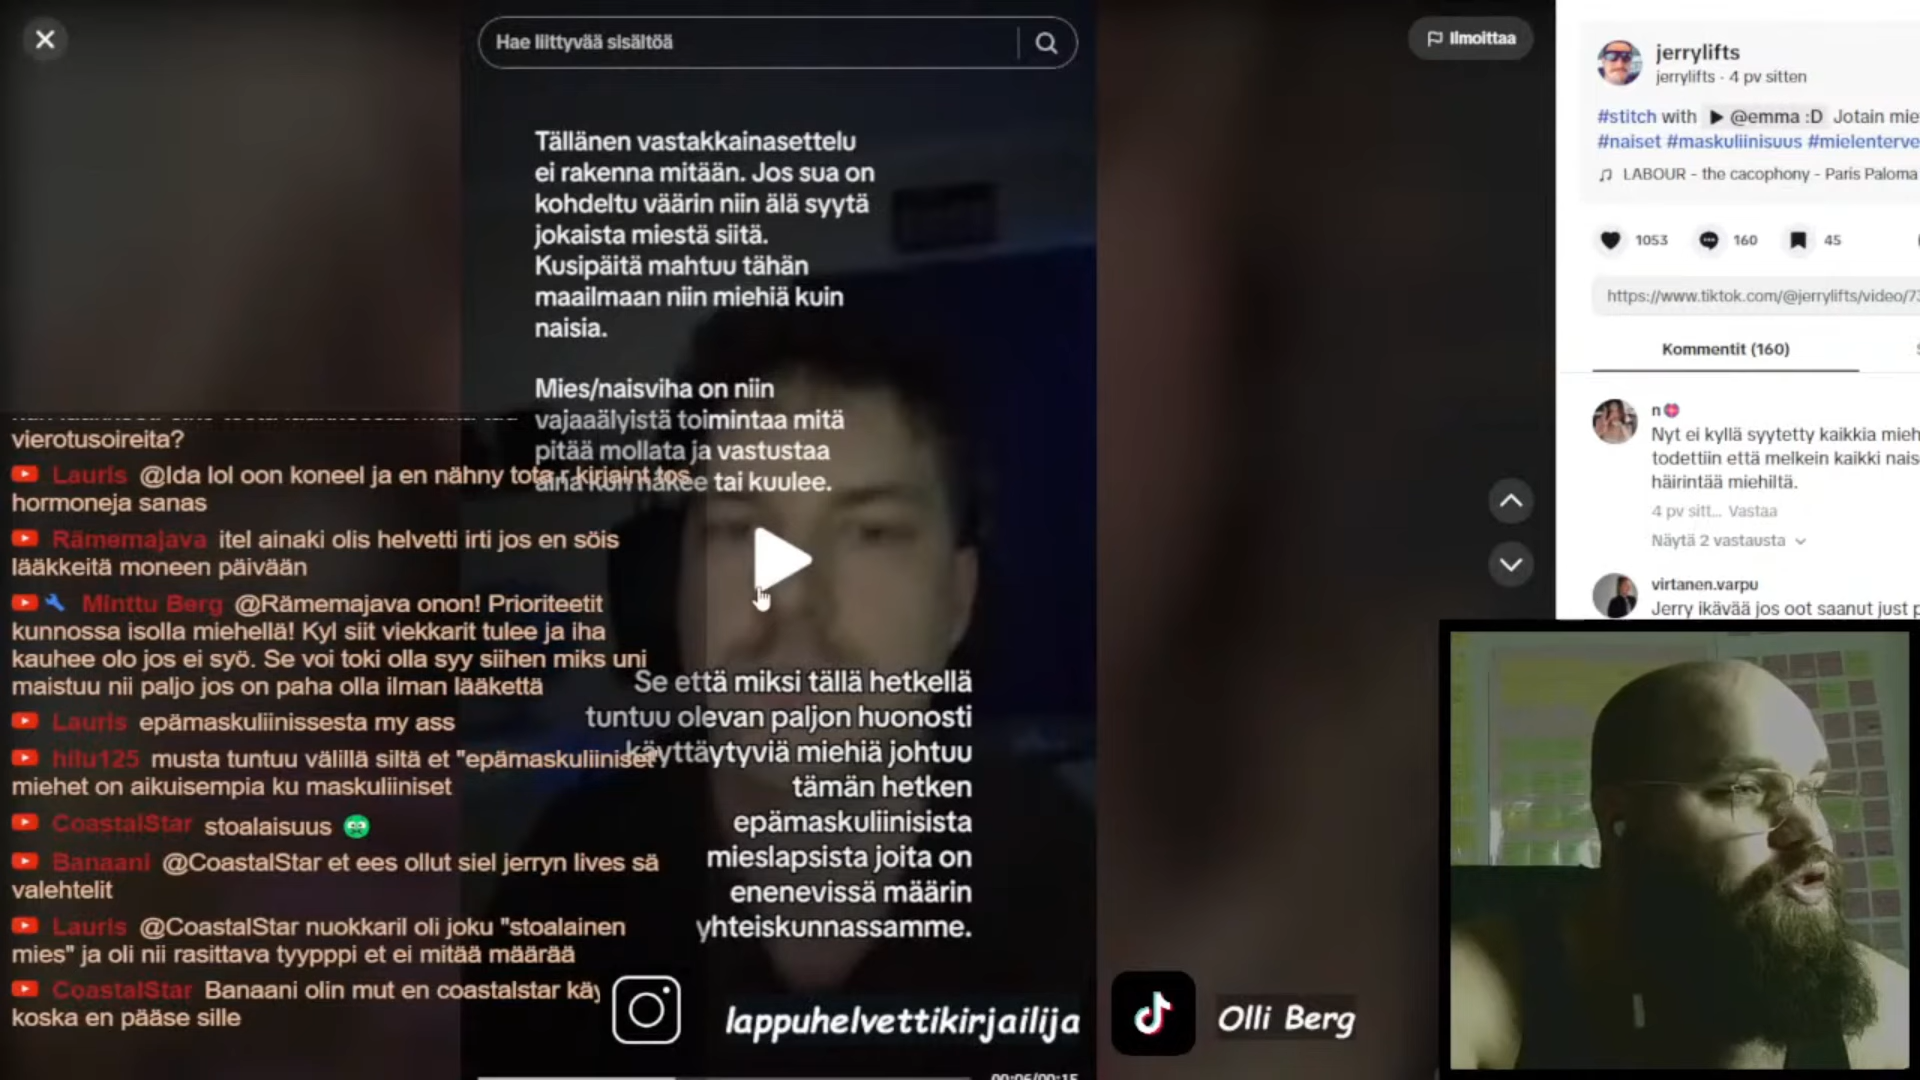 Hae liittyvää sisältöä
Ilmoittaa
Tällänen vastakkainasettelu
ei rakenna mitään. Jos sua on
kohdeltu väärin niin älä syytä
jokaista miestä siitä.
Kusipäitä mahtuu tähän
maailmaan niin miehiä kuin
naisia.
Mies/naisviha on niin
vajaaälyistä toimintaa mitä
pitää mollata ja vastustaa
aina kun näkee tai kuulee.
Se että miksi tällä hetkellä
tuntuu olevan paljon huonosti
käyttäytyviä miehiä johtuu
tämän hetken
epämaskuliinisista
mieslapsista joita on
enenevissä määrin
yhteiskunnassamme.
vierotusoireita?
Lauris @Ida lol oon koneel ja en nähny tota r kirjaint tos
hormoneja sanas
Rämemajava itel ainaki olis helvetti irti jos en söis
lääkkeitä moneen päivään
Minttu Berg @Rämemajava onon! Prioriteetit
kunnossa isolla miehellä! Kyl siit viekkarit tulee ja iha
kauhee olo jos ei syö. Se voi toki olla syy siihen miks uni
maistuu nii paljo jos on paha olla ilman lääkettä
Lauris epämaskuliinissesta my ass
hilu125 musta tuntuu välillä siltä et "epämaskuliiniset"
miehet on aikuisempia ku maskuliiniset
CoastalStar stoalaisuus
Banaani @CoastalStar et ees ollut siel jerryn lives sä
valehtelit
Lauris @CoastalStar nuokkaril oli joku "stoalainen
mies" ja oli nii rasittava tyypppi et ei mitää määrää
CoastalStar Banaani olin mut en coastalstar käy
koska en pääse sille
lappuhelvettikirjailija
Olli Berg
00:06/00:15
jerrylifts
jerrylifts · 4 pv sitten
#stitch with @emma :D Jotain mie
#naiset #maskuliinisuus #mielenterve
LABOUR - the cacophony - Paris Paloma
1053
160
45
https://www.tiktok.com/@jerrylifts/video/73
Kommentit (160)
n
Nyt ei kyllä syytetty kaikkia mieh
todettiin että melkein kaikki nais
häirintää miehiltä.
4 pv sitt... Vastaa
Näytä 2 vastausta
virtanen.varpu
Jerry ikävää jos oot saanut just p